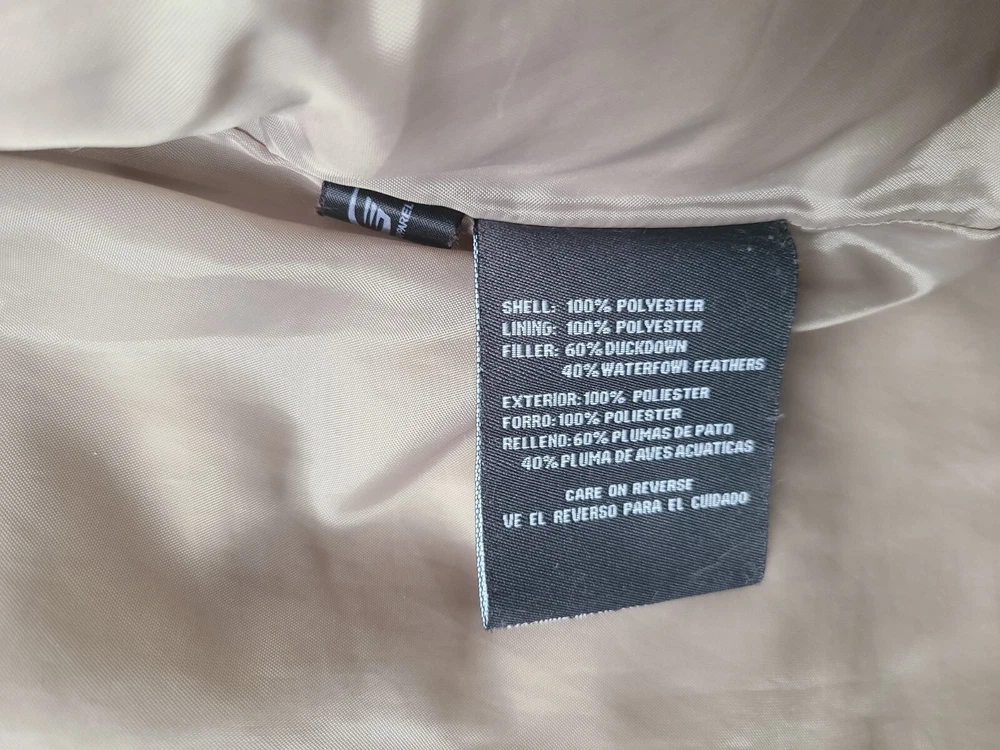 SHELL: 100% POLYESTER
LINING: 100% POLYESTER
FILLER: 60% DUCKDOWN
40% WATERFOWL FEATHERS
EXTERIOR: 100% POLIESTER
FORRO: 100% POLIESTER
RELLENO: 60% PLUMAS DE PATO
40% PLUMA DE AVES ACUATICAS
CARE ON REVERSE
VE EL REVERSO PARA EL CUIDADO